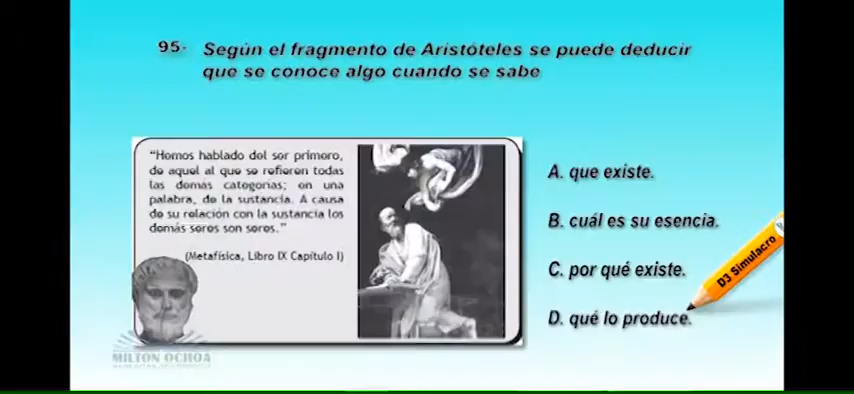 95- Según el fragmento de Aristóteles se puede deducir
que se conoce algo cuando se sabe
"Hemos hablado del ser primero,
de aquel al que se refieren todas
las demás categorías; en una
palabra, de la sustancia. A causa
de su relación con la sustancia los
demás seres son seres."
(Metafísica, Libro IX Capítulo I)
A. que existe.
B. cuál es su esencia.
C. por qué existe.
D. qué lo produce.
D3 Simulacro
MILTON OCHOA